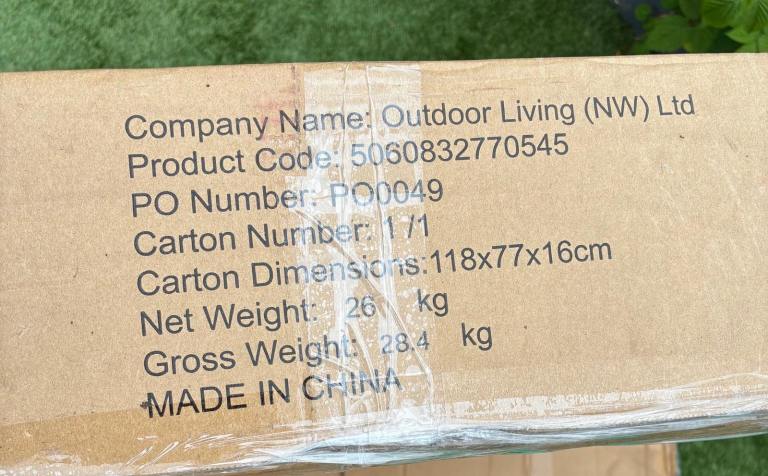 Company Name: Outdoor Living (NW) Ltd
Product Code: 5060832770545
PO Number: PO0049
Carton Number: 1 /1
Carton Dimensions:118x77x16cm
Net Weight: 26 kg
Gross Weight: 28.4 kg
MADE IN CHINA